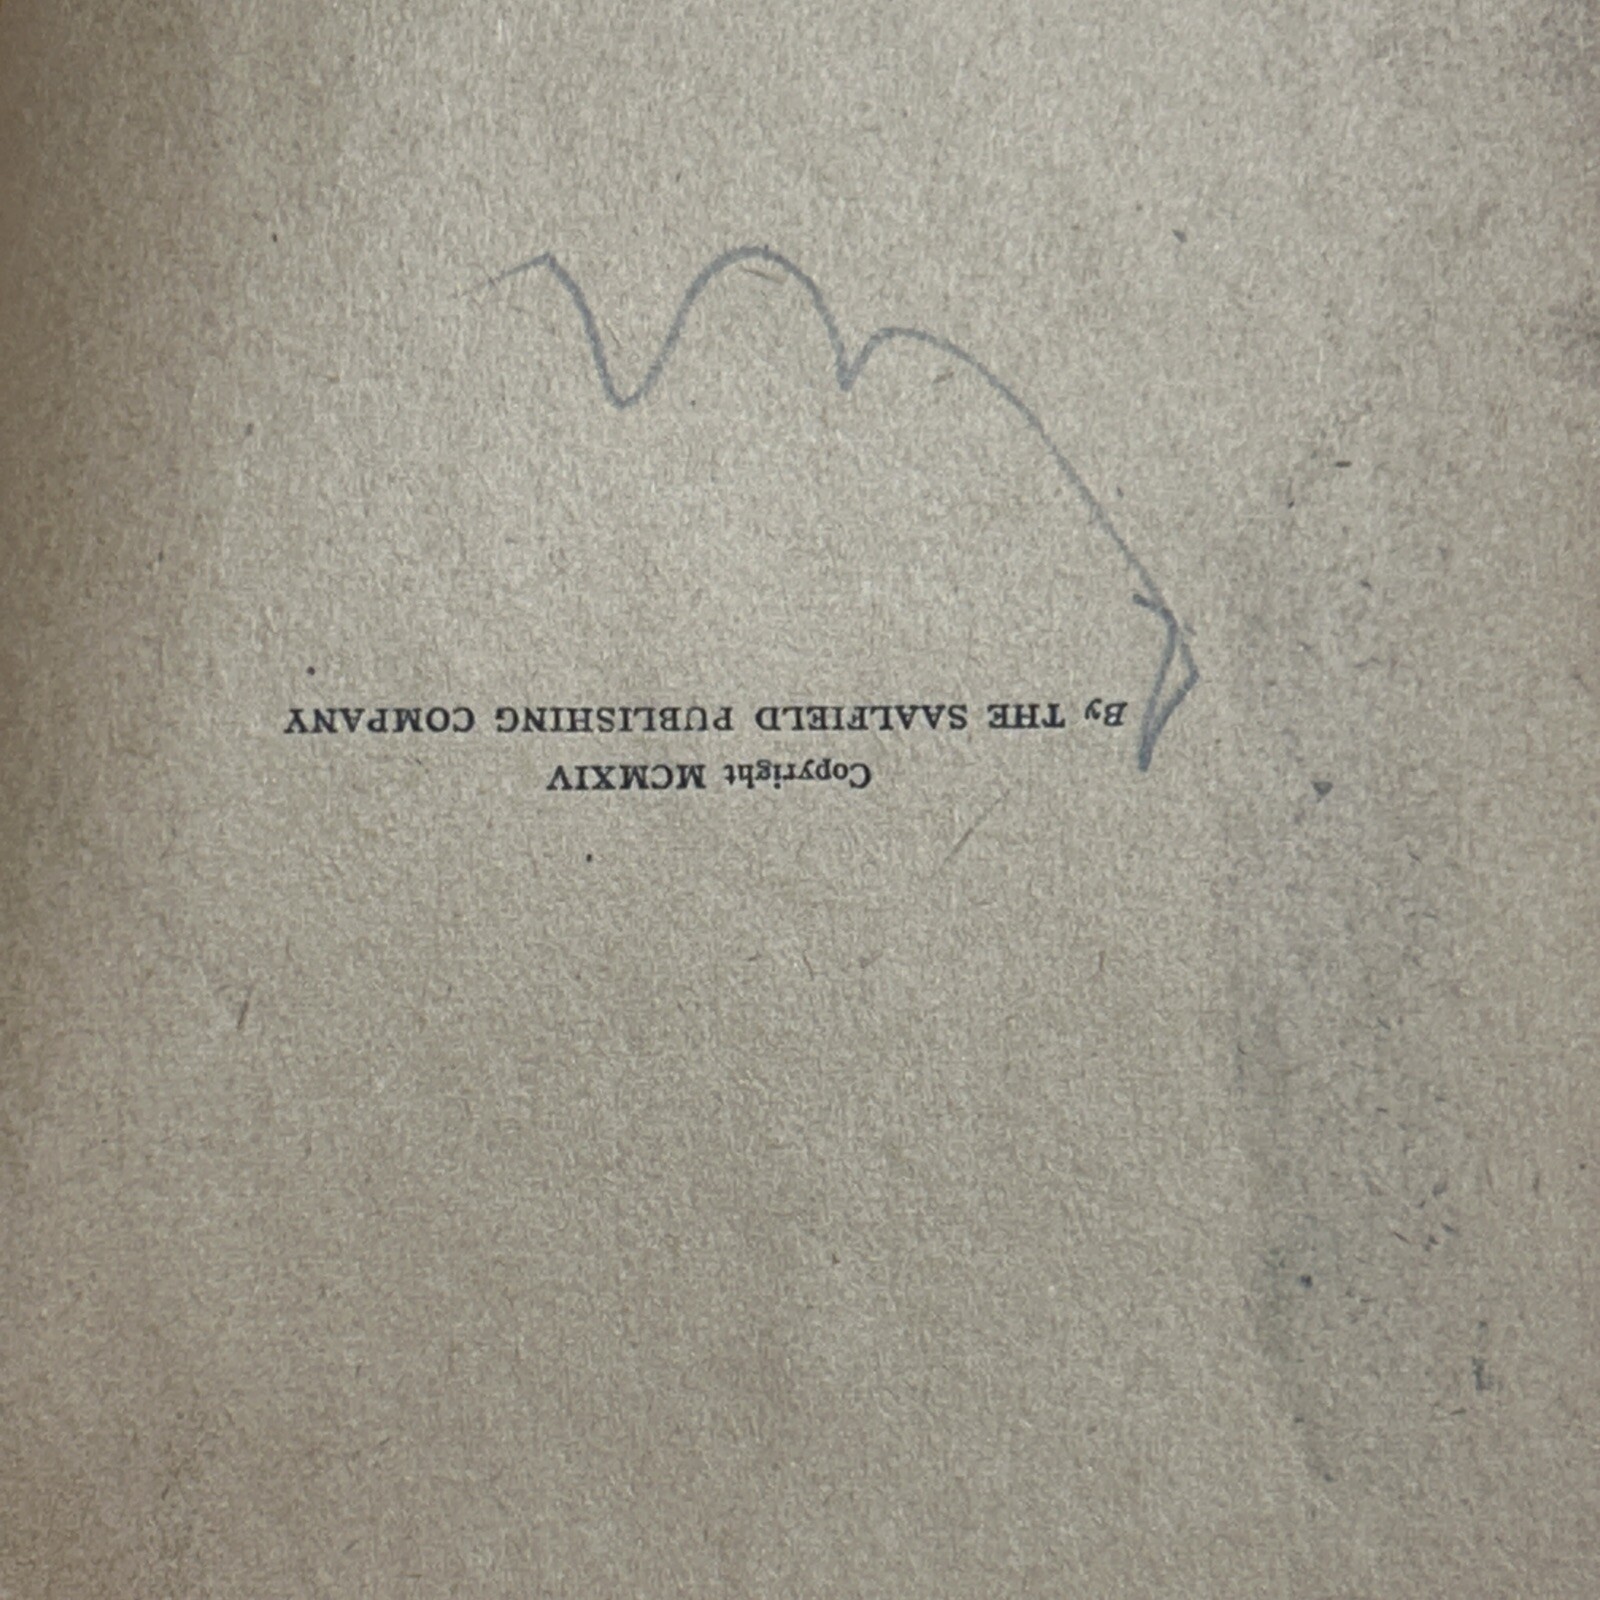 Copyright MCMXIV
By THE SAALFIELD PUBLISHING COMPANY